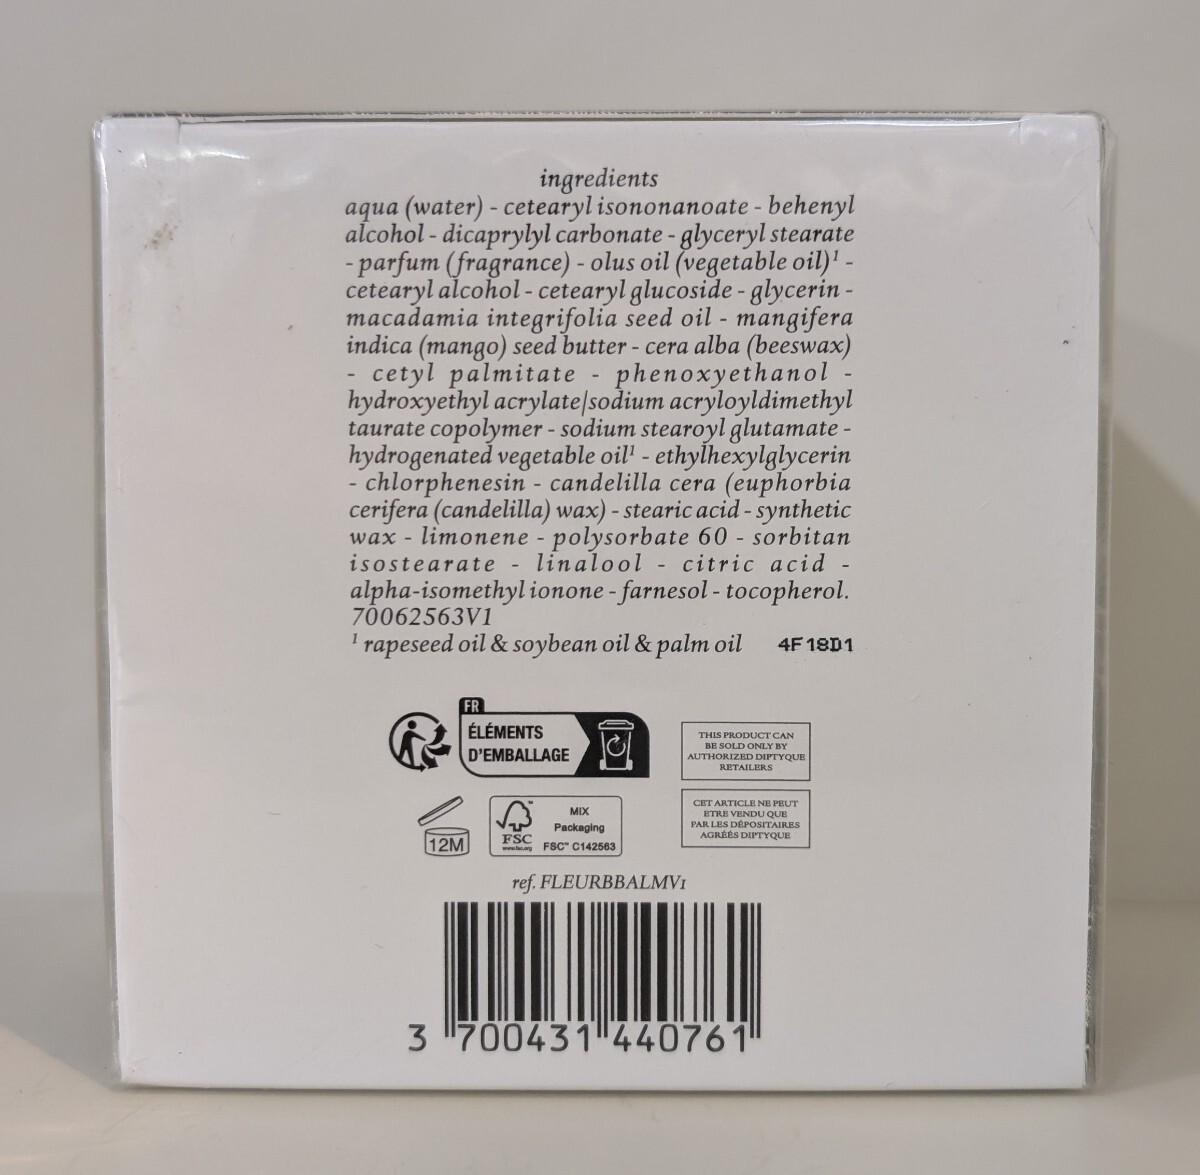 ingredients
aqua (water) - cetearyl isononanoate - behenyl
alcohol - dicaprylyl carbonate - glyceryl stearate
- parfum (fragrance) - olus oil (vegetable oil)¹ -
cetearyl alcohol - cetearyl glucoside - glycerin -
macadamia integrifolia seed oil - mangifera
indica (mango) seed butter - cera alba (beeswax)
- cetyl palmitate - phenoxyethanol -
hydroxyethyl acrylate/sodium acryloyldimethyl
taurate copolymer - sodium stearoyl glutamate -
hydrogenated vegetable oil¹ - ethylhexylglycerin
- chlorphenesin - candelilla cera (euphorbia
cerifera (candelilla) wax) - stearic acid - synthetic
wax - limonene - polysorbate 60 - sorbitan
isostearate - linalool - citric acid -
alpha-isomethyl ionone - farnesol - tocopherol.
70062563V1
¹ rapeseed oil & soybean oil & palm oil 4F18D1
FR
ÉLÉMENTS
D'EMBALLAGE
THIS PRODUCT CAN
BE SOLD ONLY BY
AUTHORIZED DIPTYQUE
RETAILERS
12M
FSC™
www.fsc.org
MIX
Packaging
FSC™ C142563
CET ARTICLE NE PEUT
ETRE VENDU QUE
PAR LES DÉPOSITAIRES
AGRÉÉS DIPTYQUE
ref. FLEURBBALMV1
3 700431 440761